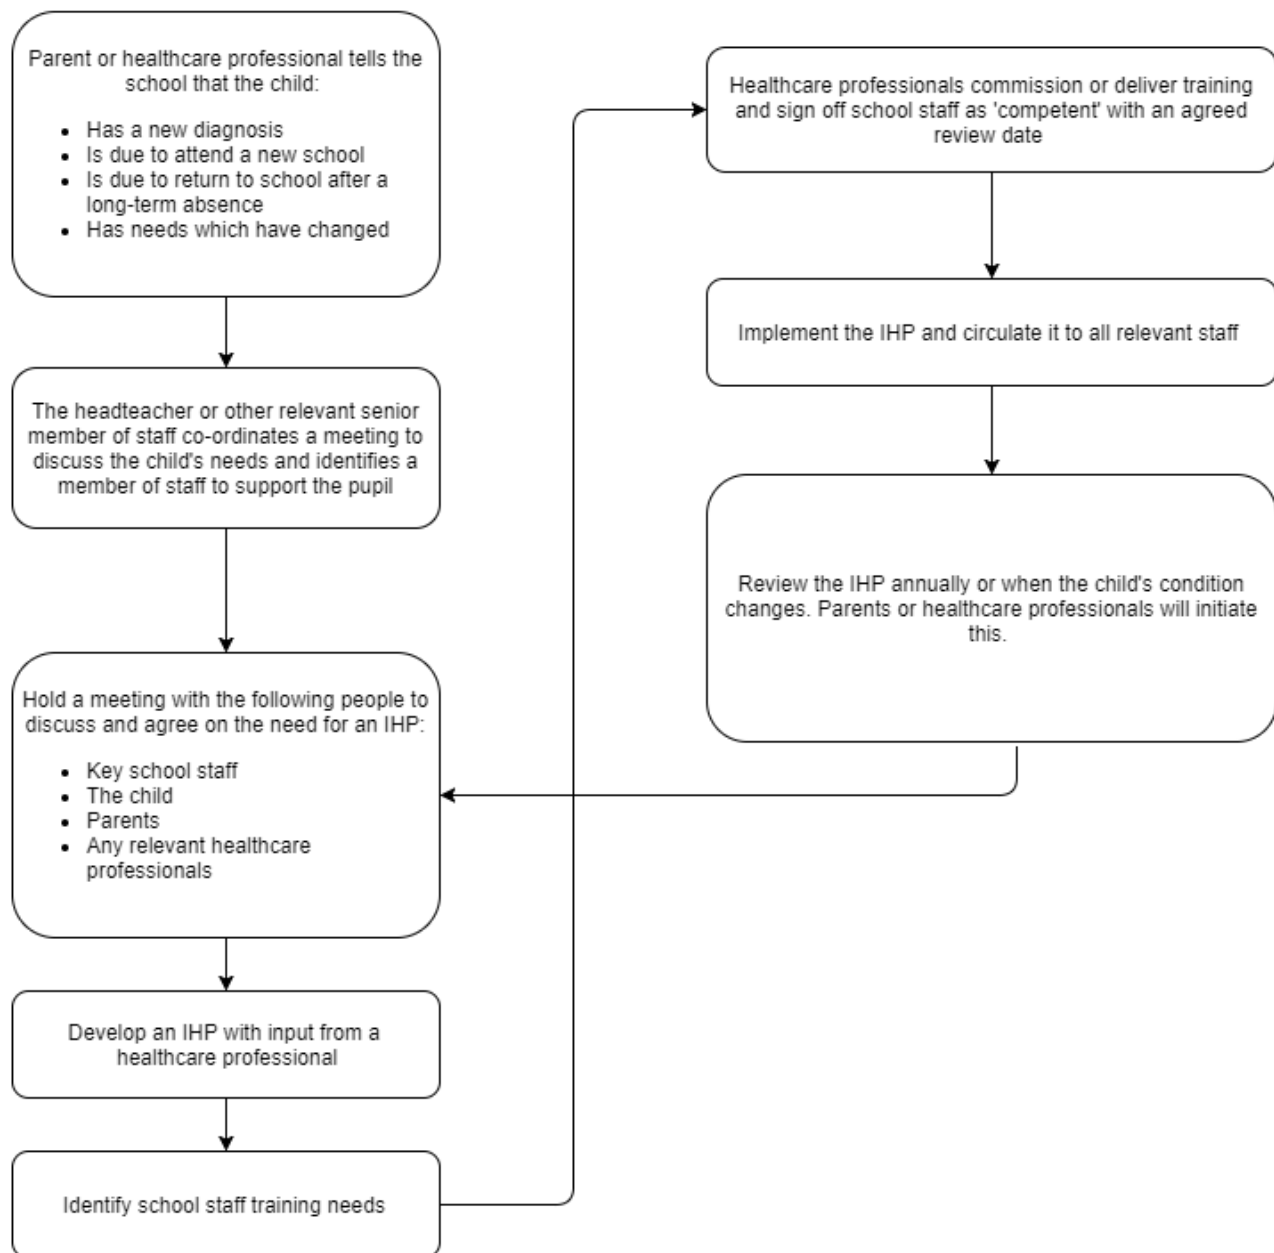 Parent or healthcare professional tells the
school that the child:
• Has a new diagnosis
• Is due to attend a new school
• Is due to return to school after a
long-term absence
• Has needs which have changed
The headteacher or other relevant senior
member of staff co-ordinates a meeting to
discuss the child's needs and identifies a
member of staff to support the pupil
Hold a meeting with the following people to
discuss and agree on the need for an IHP:
• Key school staff
• The child
• Parents
• Any relevant healthcare
professionals
Develop an IHP with input from a
healthcare professional
Identify school staff training needs
Healthcare professionals commission or deliver training
and sign off school staff as 'competent' with an agreed
review date
Implement the IHP and circulate it to all relevant staff
Review the IHP annually or when the child's condition
changes. Parents or healthcare professionals will initiate
this.